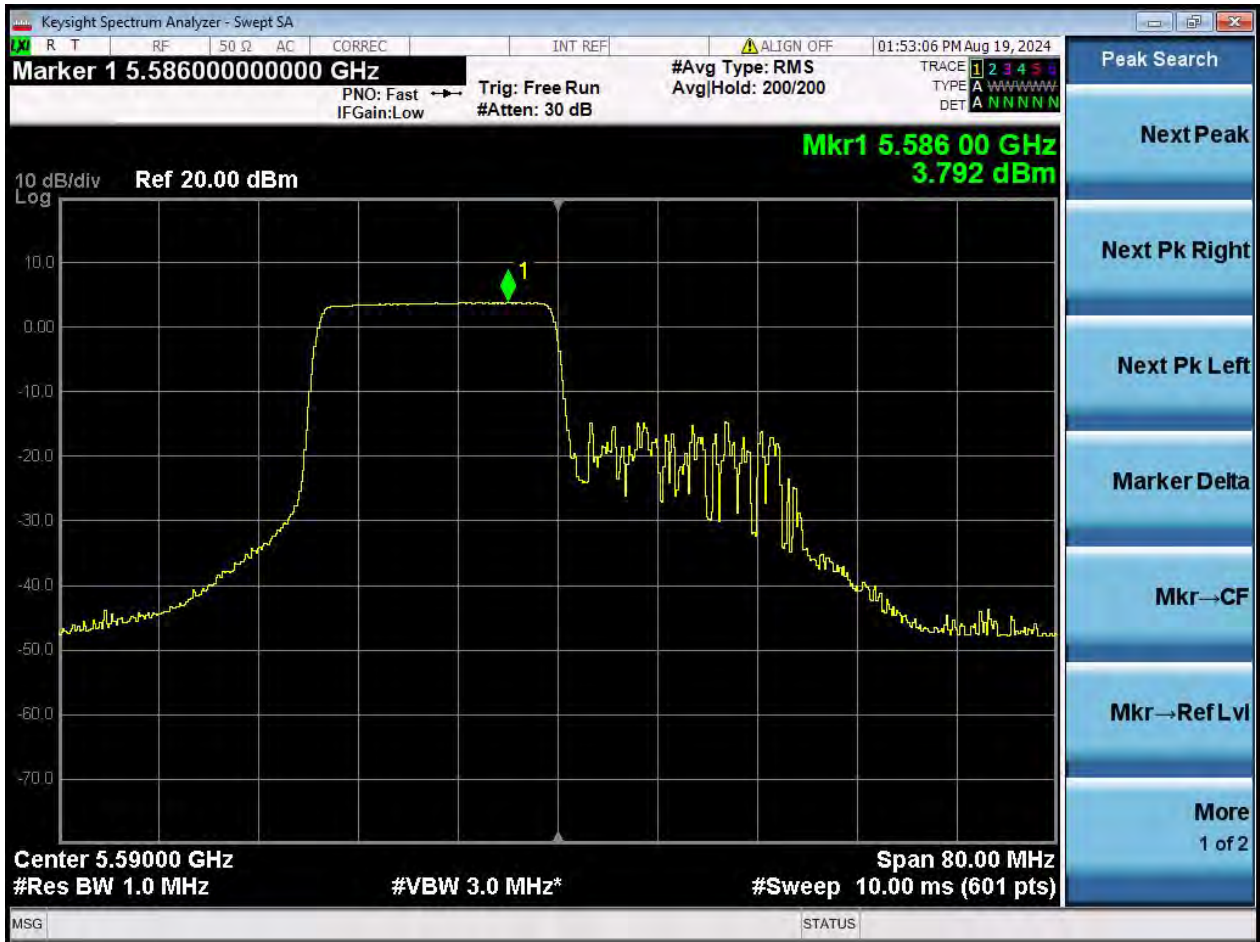 Keysight Spectrum Analyzer - Swept SA
LXI R T RF 50 Ω AC CORREC INT REF ALIGN OFF 01:53:06 PM Aug 19, 2024
Marker 1 5.586000000000 GHz
PNO: Fast
IFGain:Low
Trig: Free Run
#Atten: 30 dB
#Avg Type: RMS
Avg|Hold: 200/200
TRACE 1 2 3 4 5 6
TYPE A WWWWW
DET A N N N N N
Mkr1 5.586 00 GHz
3.792 dBm
10 dB/div Ref 20.00 dBm
Log
1
10.0
0.00
-10.0
-20.0
-30.0
-40.0
-50.0
-60.0
-70.0
Center 5.59000 GHz
Span 80.00 MHz
#Res BW 1.0 MHz
#VBW 3.0 MHz*
#Sweep 10.00 ms (601 pts)
MSG
STATUS
Peak Search
Next Peak
Next Pk Right
Next Pk Left
Marker Delta
Mkr→CF
Mkr→Ref Lvl
More
1 of 2